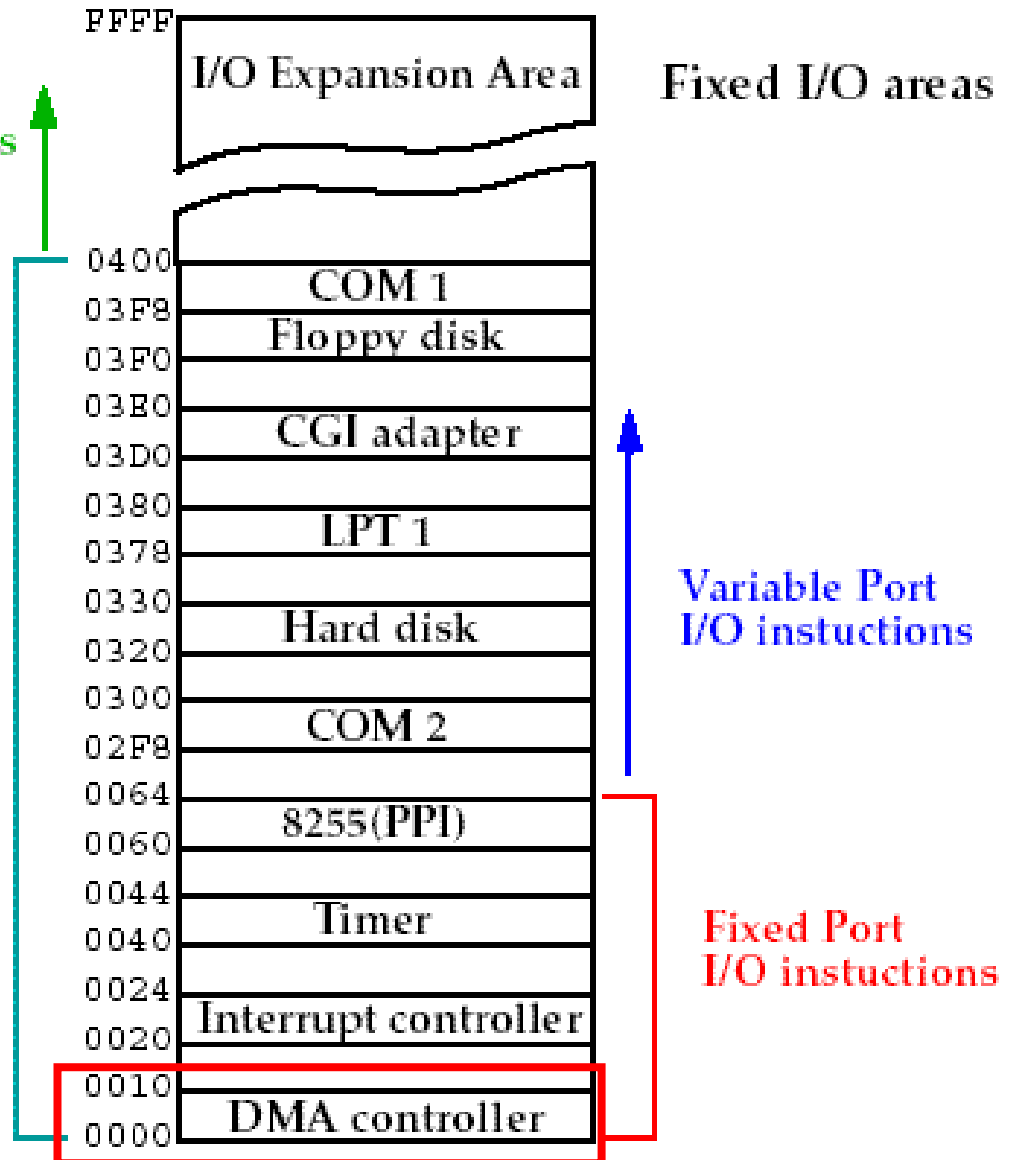 FFFF
I/O Expansion Area
Fixed I/O areas
s
0400
COM 1
03F8
Floppy disk
03F0
03E0
CGI adapter
03D0
0380
LPT 1
0378
Variable Port
I/O instuctions
0330
Hard disk
0320
0300
COM 2
02F8
0064
8255(PPI)
0060
0044
Timer
0040
Fixed Port
I/O instuctions
0024
Interrupt controller
0020
0010
DMA controller
0000